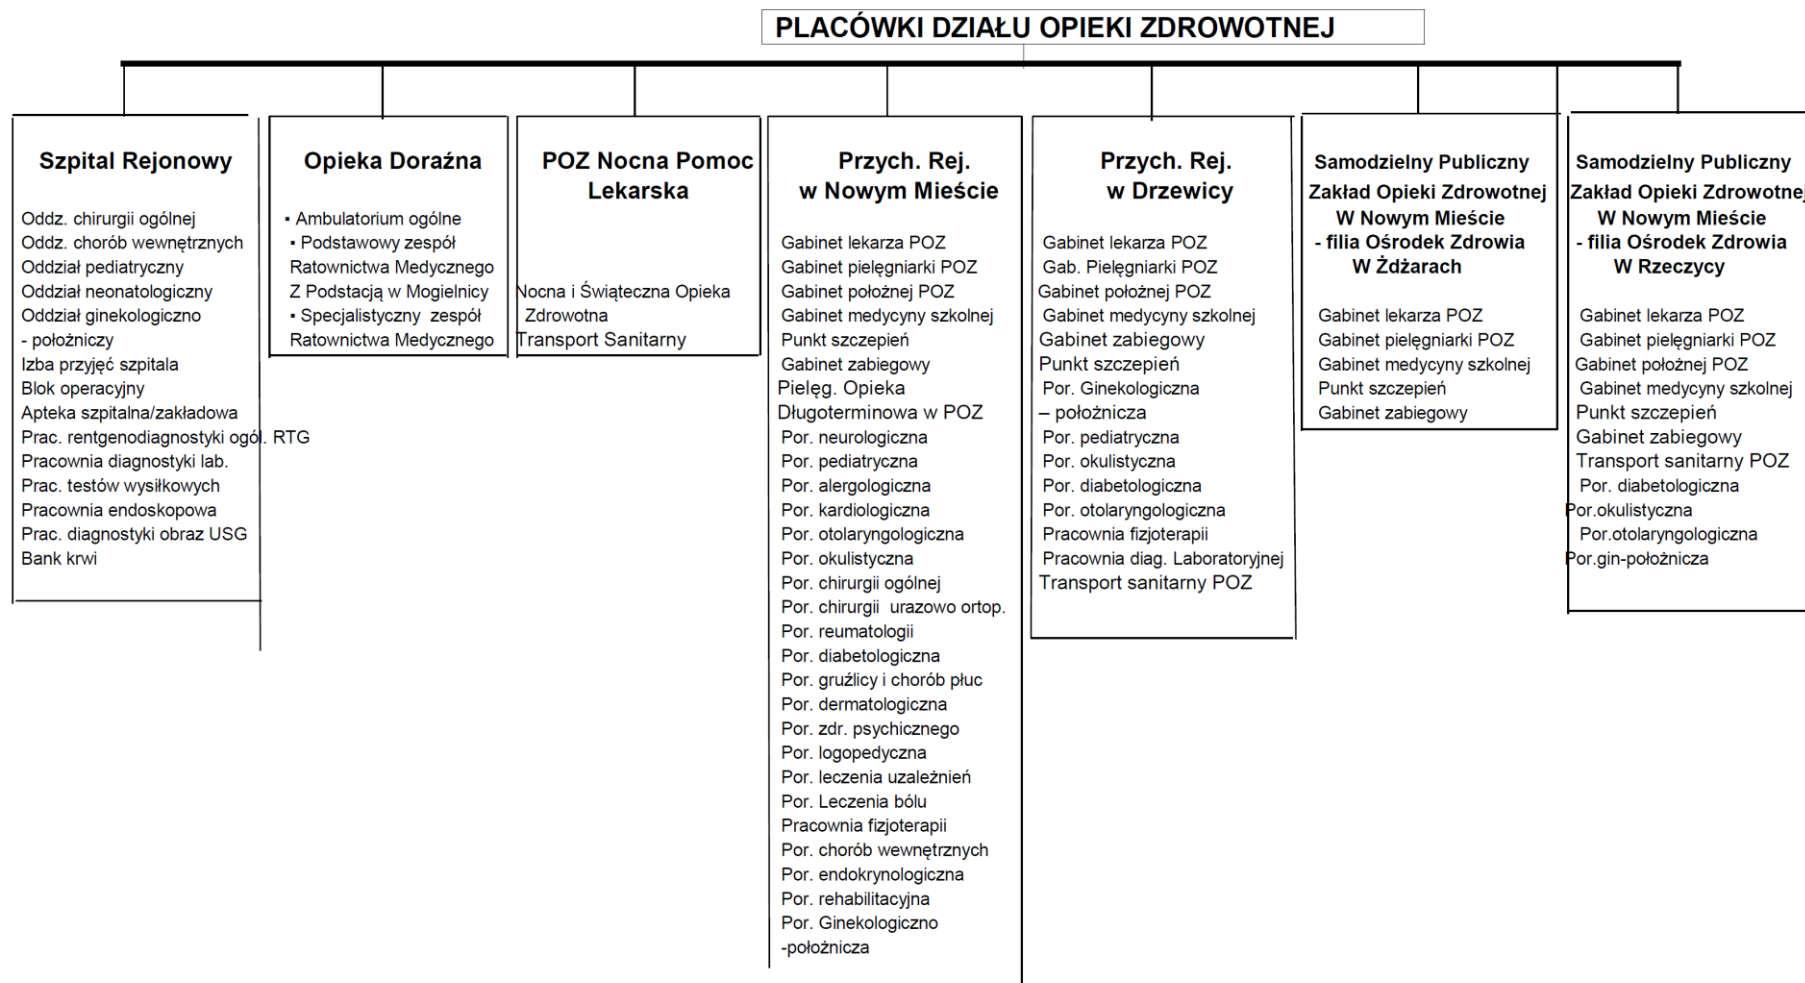 PLACÓWKI DZIAŁU OPIEKI ZDROWOTNEJ
Szpital Rejonowy
Oddz. chirurgii ogólnej
Oddz. chorób wewnętrznych
Oddział pediatryczny
Oddział neonatologiczny
Oddział ginekologiczno
- położniczy
Izba przyjęć szpitala
Blok operacyjny
Apteka szpitalna/zakładowa
Prac. rentgenodiagnostyki ogól. RTG
Pracownia diagnostyki lab.
Prac. testów wysiłkowych
Pracownia endoskopowa
Prac. diagnostyki obraz USG
Bank krwi
Opieka Doraźna
▪ Ambulatorium ogólne
▪ Podstawowy zespół
Ratownictwa Medycznego
Z Podstacją w Mogielnicy
▪ Specjalistyczny zespół
Ratownictwa Medycznego
POZ Nocna Pomoc
Lekarska
Nocna i Świąteczna Opieka
Zdrowotna
Transport Sanitarny
Przych. Rej.
w Nowym Mieście
Gabinet lekarza POZ
Gabinet pielęgniarki POZ
Gabinet położnej POZ
Gabinet medycyny szkolnej
Punkt szczepień
Gabinet zabiegowy
Pielęg. Opieka
Długoterminowa w POZ
Por. neurologiczna
Por. pediatryczna
Por. alergologiczna
Por. kardiologiczna
Por. otolaryngologiczna
Por. okulistyczna
Por. chirurgii ogólnej
Por. chirurgii urazowo ortop.
Por. reumatologii
Por. diabetologiczna
Por. gruźlicy i chorób płuc
Por. dermatologiczna
Por. zdr. psychicznego
Por. logopedyczna
Por. leczenia uzależnień
Por. Leczenia bólu
Pracownia fizjoterapii
Por. chorób wewnętrznych
Por. endokrynologiczna
Por. rehabilitacyjna
Por. Ginekologiczno
-położnicza
Przych. Rej.
w Drzewicy
Gabinet lekarza POZ
Gab. Pielęgniarki POZ
Gabinet położnej POZ
Gabinet medycyny szkolnej
Gabinet zabiegowy
Punkt szczepień
Por. Ginekologiczna
– położnicza
Por. pediatryczna
Por. okulistyczna
Por. diabetologiczna
Por. otolaryngologiczna
Pracownia fizjoterapii
Pracownia diag. Laboratoryjnej
Transport sanitarny POZ
Samodzielny Publiczny
Zakład Opieki Zdrowotnej
W Nowym Mieście
- filia Ośrodek Zdrowia
W Żdżarach
Gabinet lekarza POZ
Gabinet pielęgniarki POZ
Gabinet medycyny szkolnej
Punkt szczepień
Gabinet zabiegowy
Samodzielny Publiczny
Zakład Opieki Zdrowotnej
W Nowym Mieście
- filia Ośrodek Zdrowia
W Rzeczycy
Gabinet lekarza POZ
Gabinet pielęgniarki POZ
Gabinet położnej POZ
Gabinet medycyny szkolnej
Punkt szczepień
Gabinet zabiegowy
Transport sanitarny POZ
Por. diabetologiczna
Por.okulistyczna
Por.otolaryngologiczna
Por.gin-położnicza